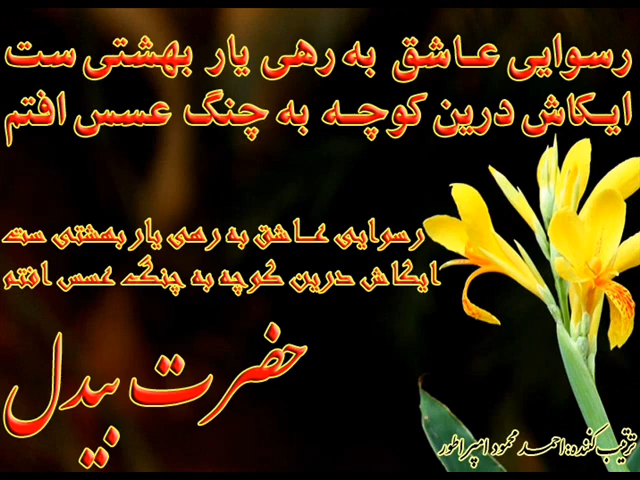 رسوایی عاشق به رهی یار بهشتی ست
ایکاش درین کوچه به چنگ عسس افتم
رسوایی عاشق به رهی یار بهشتی ست
ایکاش درین کوچه به چنگ عسس افتم
حضرت بیدل
ترتیب کننده: احمد محمود امپراطور